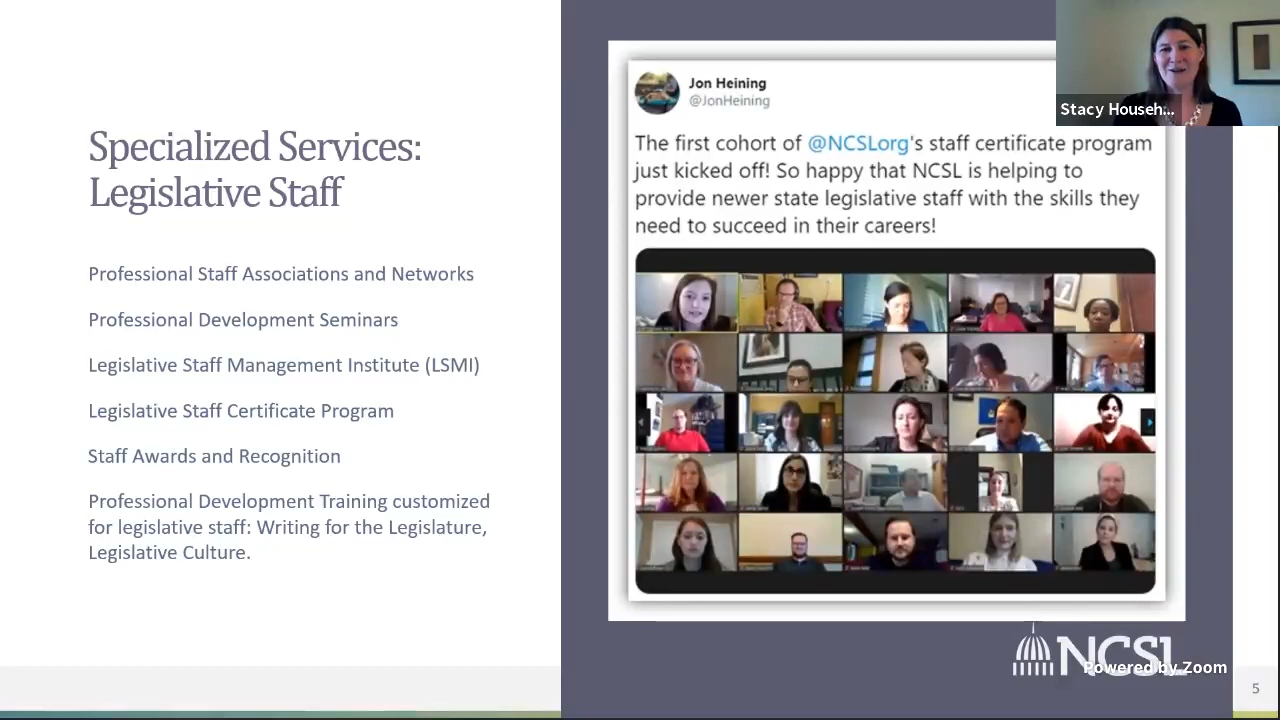 Specialized Services:
Legislative Staff
Professional Staff Associations and Networks
Professional Development Seminars
Legislative Staff Management Institute (LSMI)
Legislative Staff Certificate Program
Staff Awards and Recognition
Professional Development Training customized
for legislative staff: Writing for the Legislature,
Legislative Culture.
Jon Heining
@JonHeining
The first cohort of @NCSLorg's staff certificate program
just kicked off! So happy that NCSL is helping to
provide newer state legislative staff with the skills they
need to succeed in their careers!
Stacy Househ...
NCSL
Powered by Zoom
5